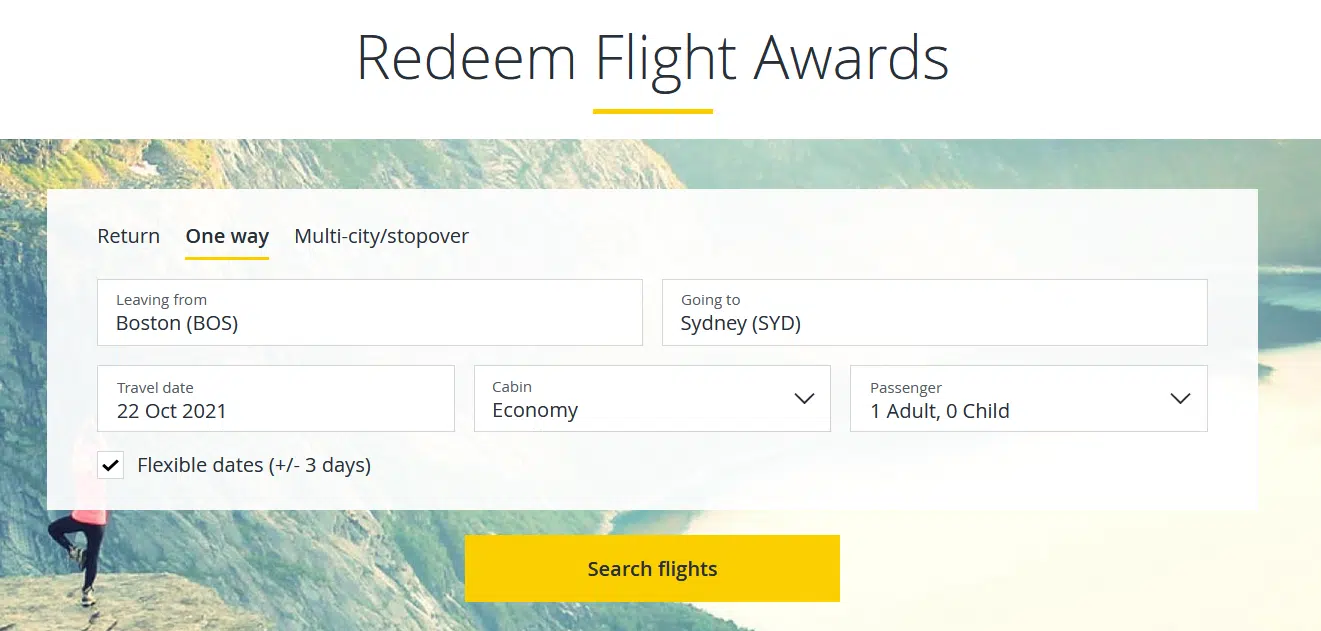 Redeem Flight Awards
Return One way Multi-city/stopover
Leaving from
Boston (BOS)
Going to
Sydney (SYD)
Travel date
22 Oct 2021
Cabin
Economy
Passenger
1 Adult, 0 Child
Flexible dates (+/- 3 days)
Search flights